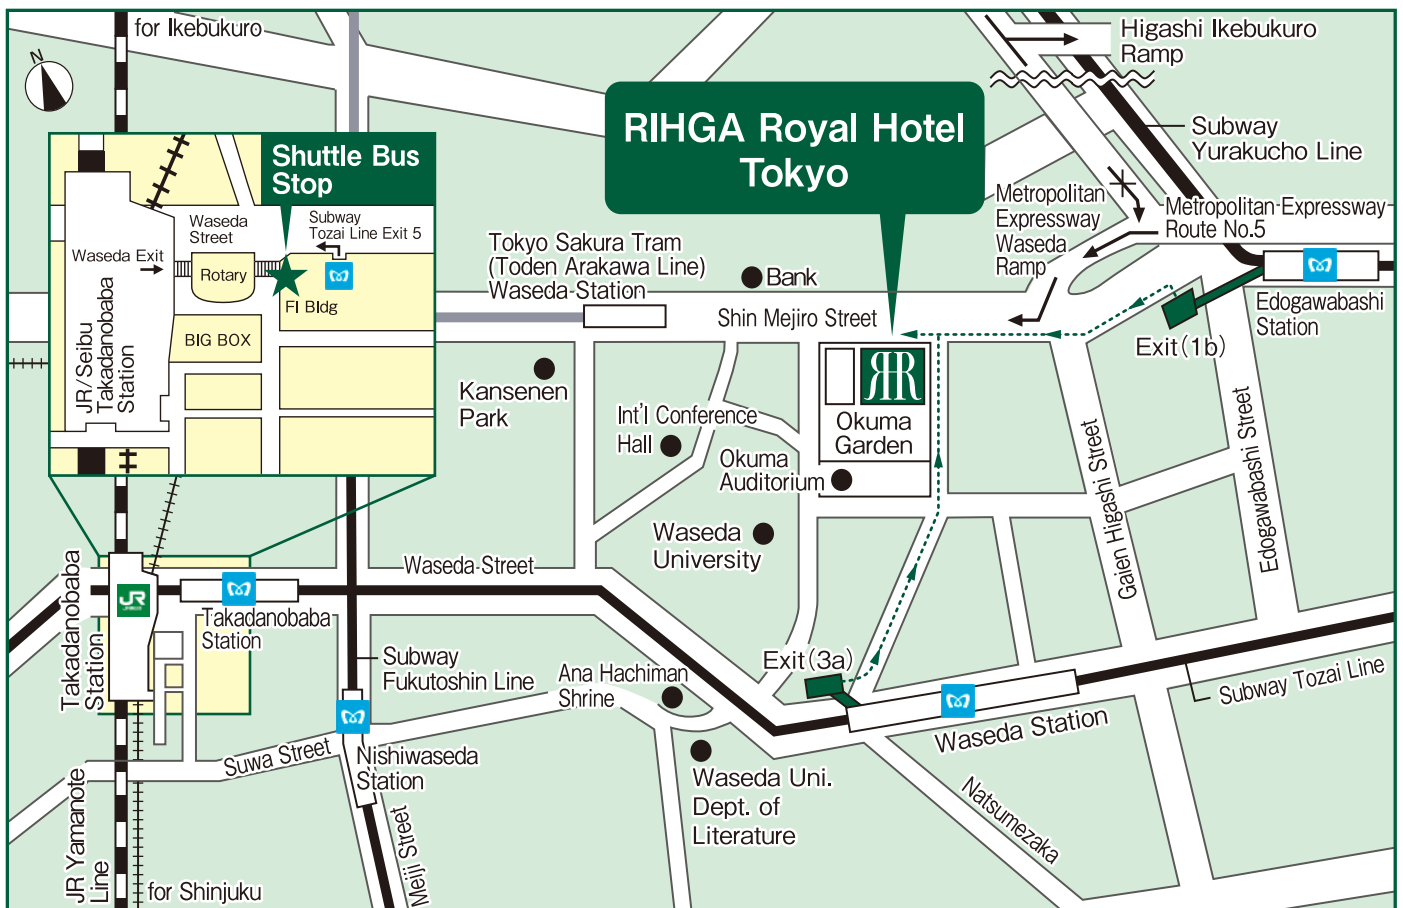 for Ikebukuro
Higashi Ikebukuro
Ramp
N
RIHGA Royal Hotel
Tokyo
Subway
Yurakucho Line
Shuttle Bus
Stop
Metropolitan
Expressway
Waseda
Ramp
Metropolitan Expressway
Route No.5
Waseda
Street
Subway
Tozai Line Exit 5
Waseda Exit
Rotary
FI Bldg
BIG BOX
JR/Seibu
Takadanobaba
Station
Tokyo Sakura Tram
(Toden Arakawa Line)
Waseda Station
Bank
Shin Mejiro Street
Edogawabashi
Station
Exit(1b)
Kansenen
Park
Int'l Conference
Hall
Okuma
Garden
Okuma
Auditorium
Gaien Higashi Street
Edogawabashi Street
Waseda
University
Waseda Street
Takadanobaba
Station
JR
Takadanobaba
Station
Subway
Fukutoshin Line
Ana Hachiman
Shrine
Exit(3a)
Subway Tozai Line
Waseda Station
Suwa Street
Nishiwaseda
Station
Waseda Uni.
Dept. of
Literature
Natsumezaka
JR Yamanote
Line
for Shinjuku
Meiji Street